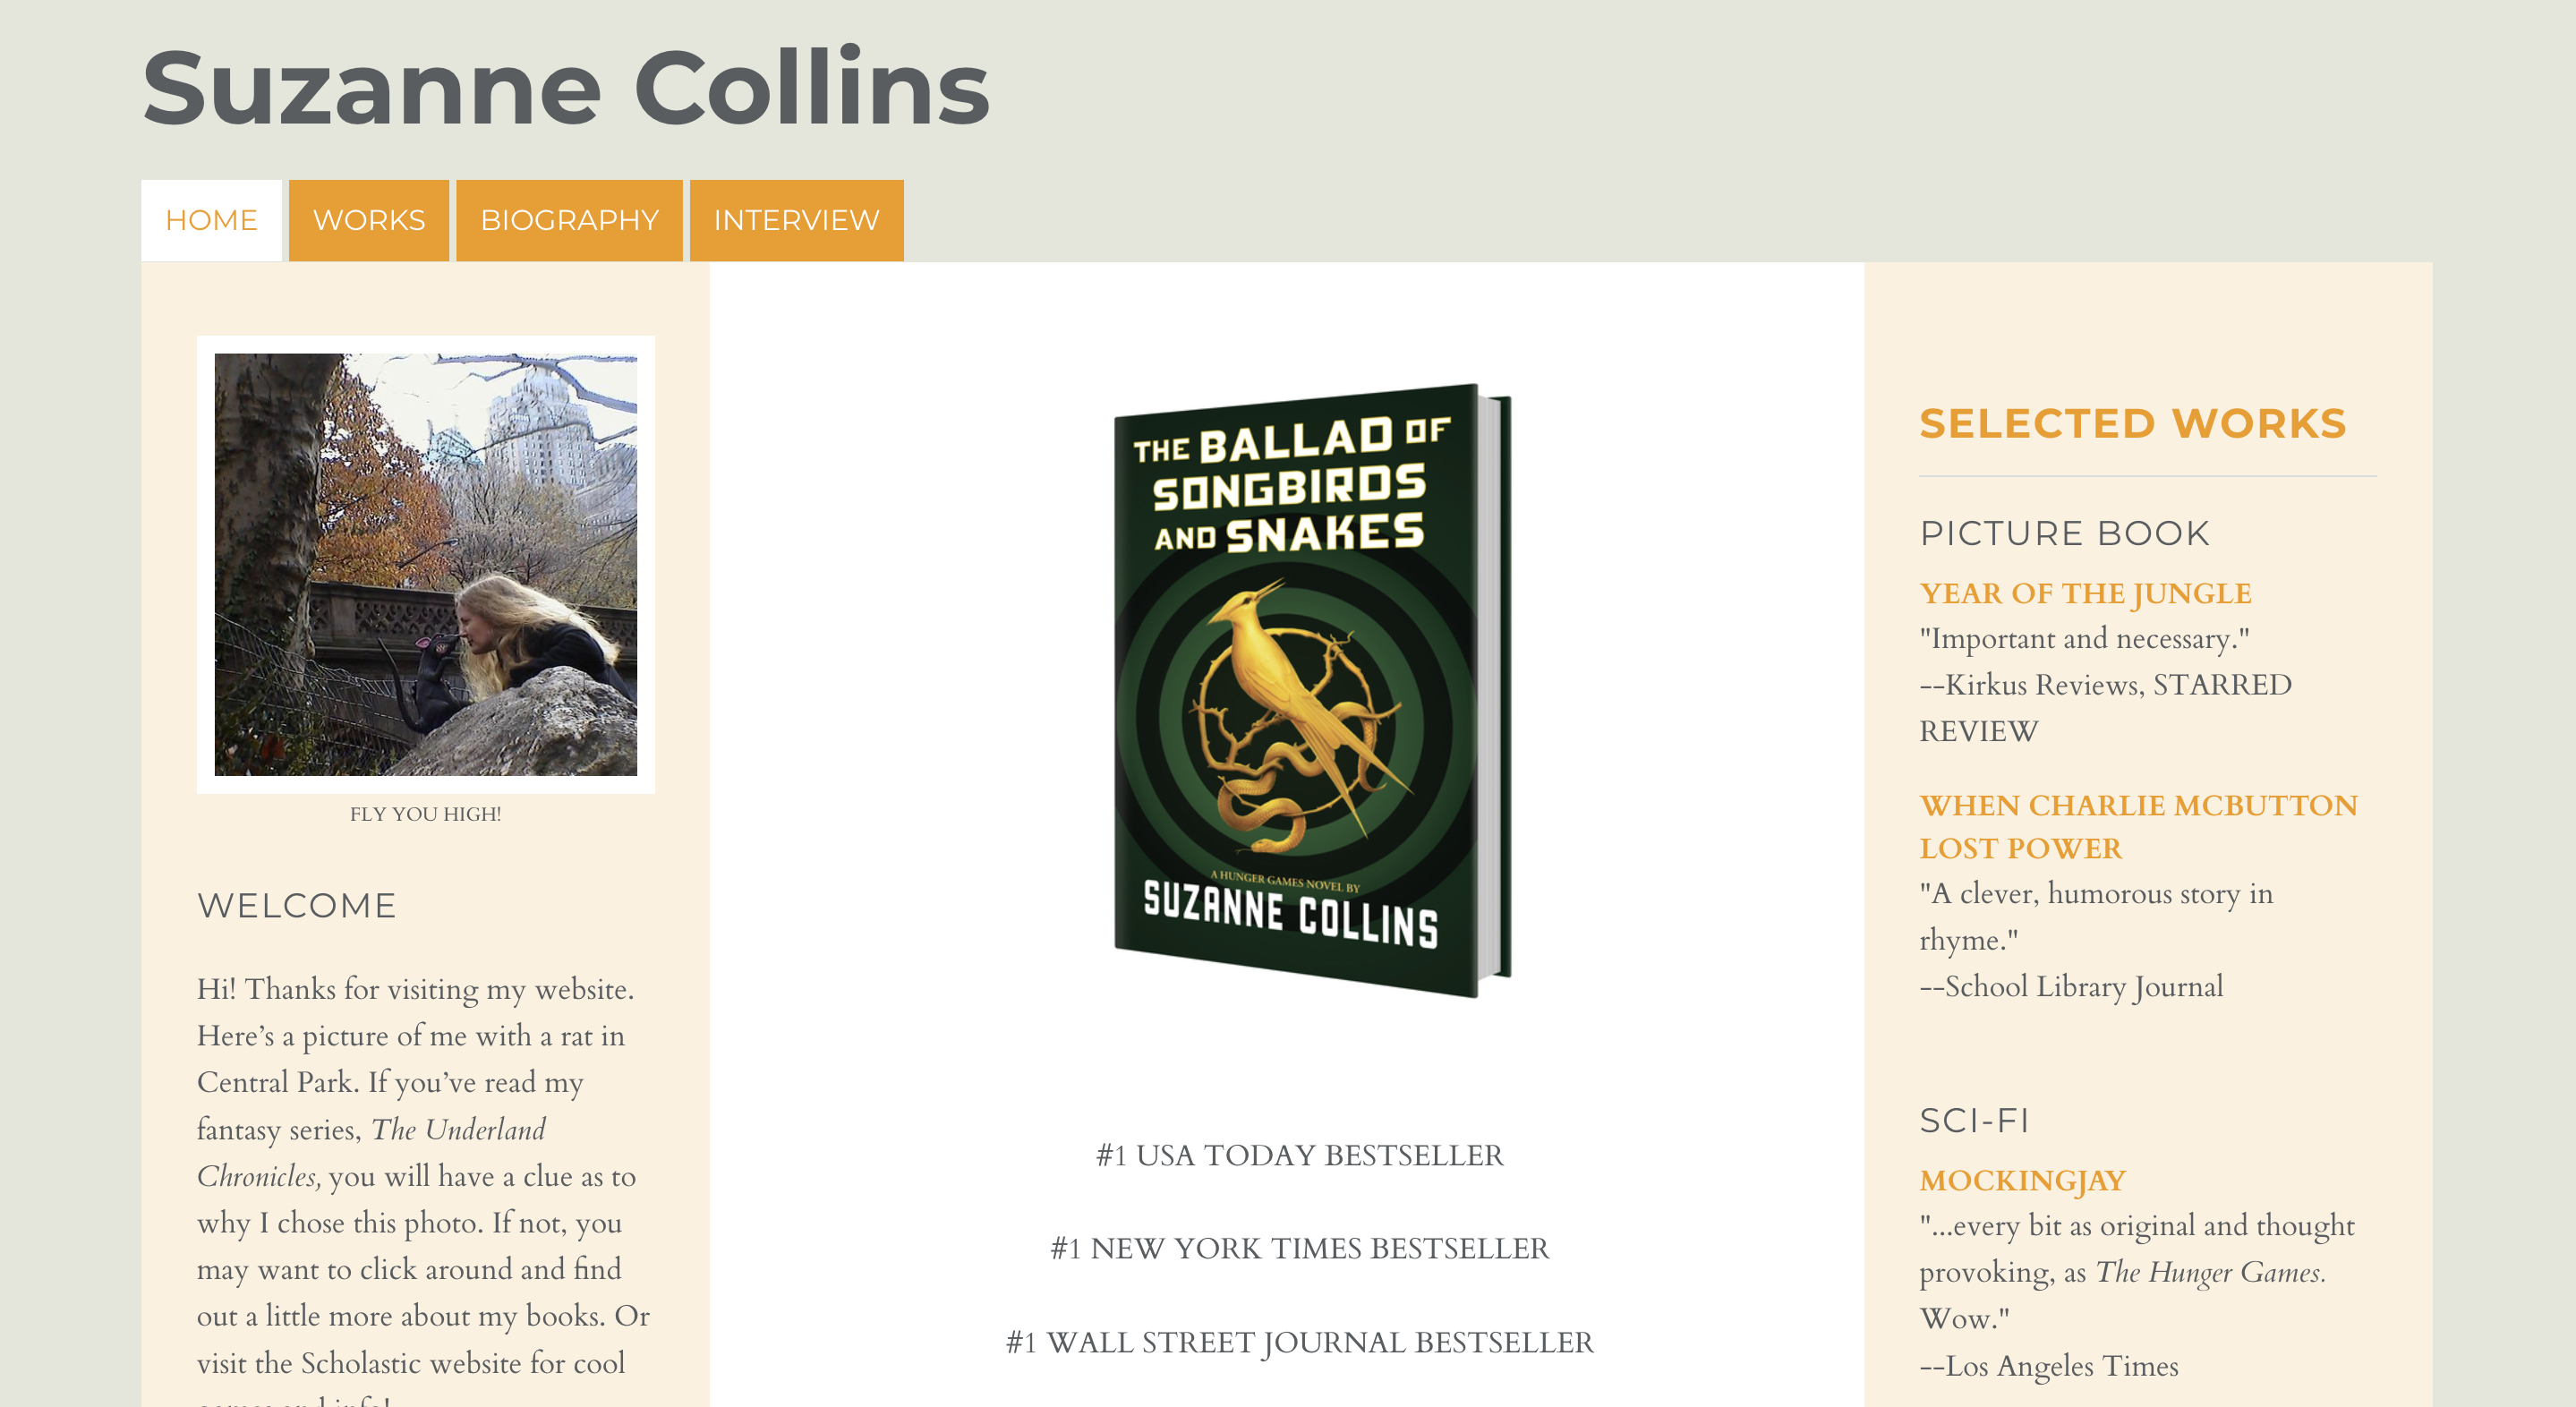 Suzanne Collins
HOME
WORKS
BIOGRAPHY
INTERVIEW
FLY YOU HIGH!
WELCOME
Hi! Thanks for visiting my website.
Here’s a picture of me with a rat in
Central Park. If you’ve read my
fantasy series, The Underland
Chronicles, you will have a clue as to
why I chose this photo. If not, you
may want to click around and find
out a little more about my books. Or
visit the Scholastic website for cool
THE BALLAD OF
SONGBIRDS
AND SNAKES
A HUNGER GAMES NOVEL BY
SUZANNE COLLINS
#1 USA TODAY BESTSELLER
#1 NEW YORK TIMES BESTSELLER
#1 WALL STREET JOURNAL BESTSELLER
SELECTED WORKS
PICTURE BOOK
YEAR OF THE JUNGLE
"Important and necessary."
--Kirkus Reviews, STARRED
REVIEW
WHEN CHARLIE MCBUTTON
LOST POWER
"A clever, humorous story in
rhyme."
--School Library Journal
SCI-FI
MOCKINGJAY
"...every bit as original and thought
provoking, as The Hunger Games.
Wow."
--Los Angeles Times